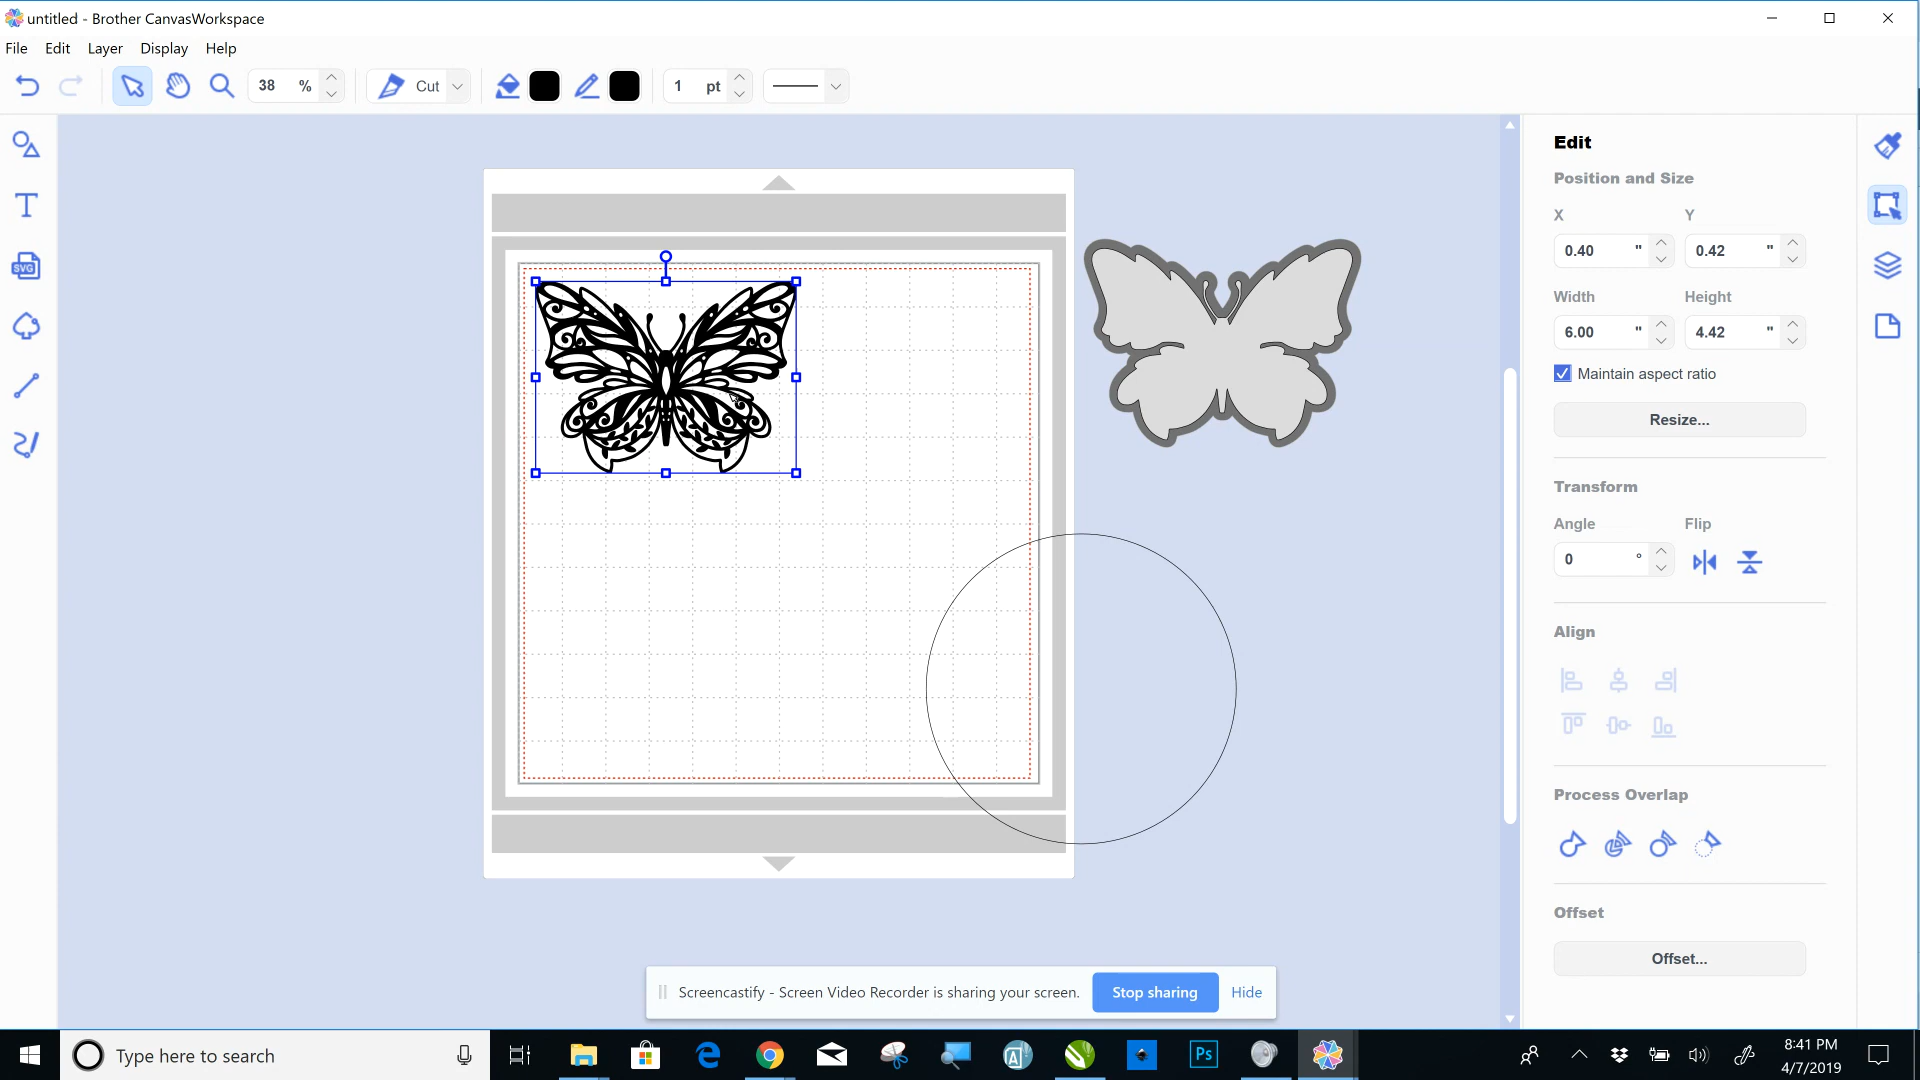 untitled - Brother CanvasWorkspace
File Edit Layer Display Help
38 % Cut 1 pt
SVG
Edit
Position and Size
X Y
0.40 " 0.42 "
Width Height
6.00 " 4.42 "
Maintain aspect ratio
Resize...
Transform
Angle Flip
0 °
Align
Process Overlap
Offset
Offset...
Screencastify - Screen Video Recorder is sharing your screen. Stop sharing Hide
Type here to search
Ps
8:41 PM
4/7/2019